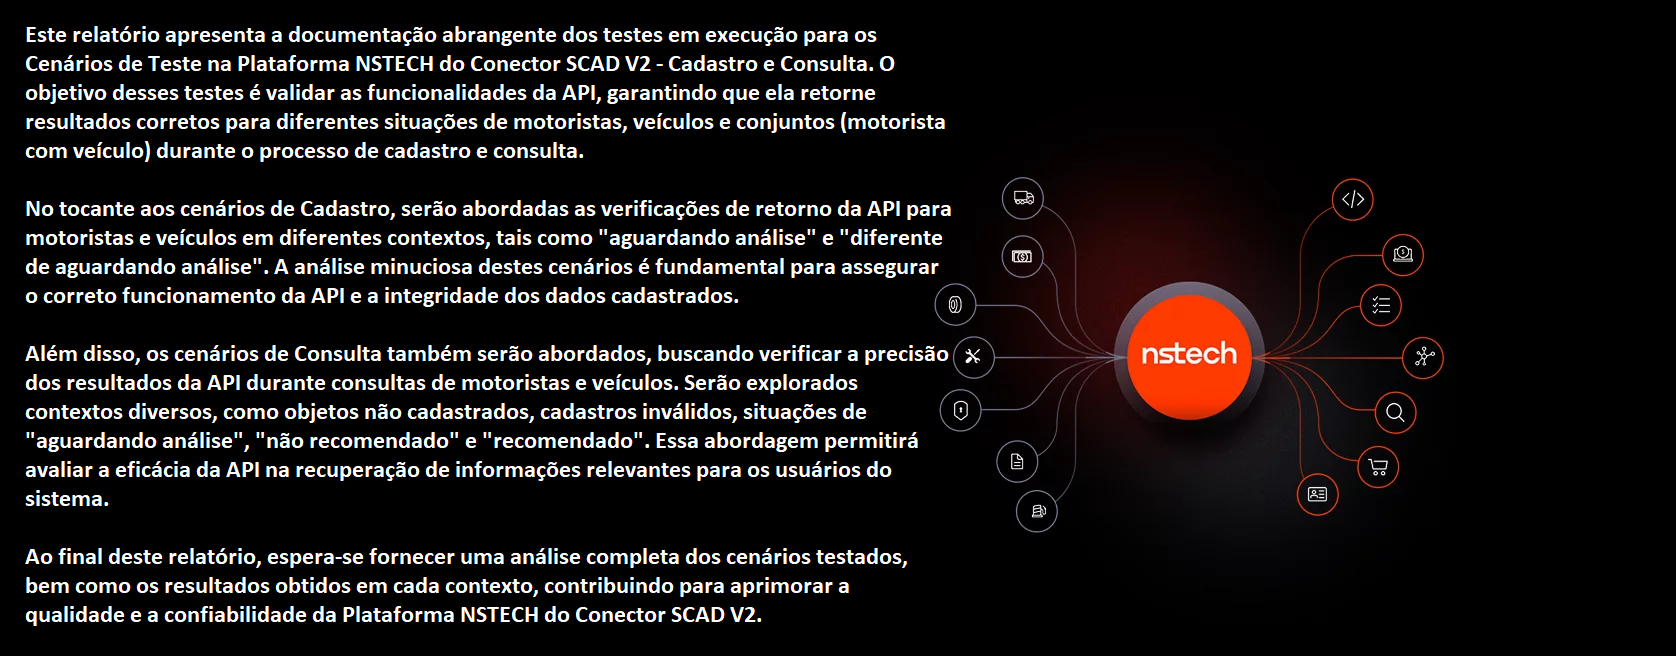 Este relatório apresenta a documentação abrangente dos testes em execução para os
Cenários de Teste na Plataforma NSTECH do Conector SCAD V2 - Cadastro e Consulta. O
objetivo desses testes é validar as funcionalidades da API, garantindo que ela retorne
resultados corretos para diferentes situações de motoristas, veículos e conjuntos (motorista
com veículo) durante o processo de cadastro e consulta.
No tocante aos cenários de Cadastro, serão abordadas as verificações de retorno da API para
motoristas e veículos em diferentes contextos, tais como "aguardando análise" e "diferente
de aguardando análise". A análise minuciosa destes cenários é fundamental para assegurar
o correto funcionamento da API e a integridade dos dados cadastrados.
Além disso, os cenários de Consulta também serão abordados, buscando verificar a precisão
dos resultados da API durante consultas de motoristas e veículos. Serão explorados
contextos diversos, como objetos não cadastrados, cadastros inválidos, situações de
"aguardando análise", "não recomendado" e "recomendado". Essa abordagem permitirá
avaliar a eficácia da API na recuperação de informações relevantes para os usuários do
sistema.
Ao final deste relatório, espera-se fornecer uma análise completa dos cenários testados,
bem como os resultados obtidos em cada contexto, contribuindo para aprimorar a
qualidade e a confiabilidade da Plataforma NSTECH do Conector SCAD V2.
nstech